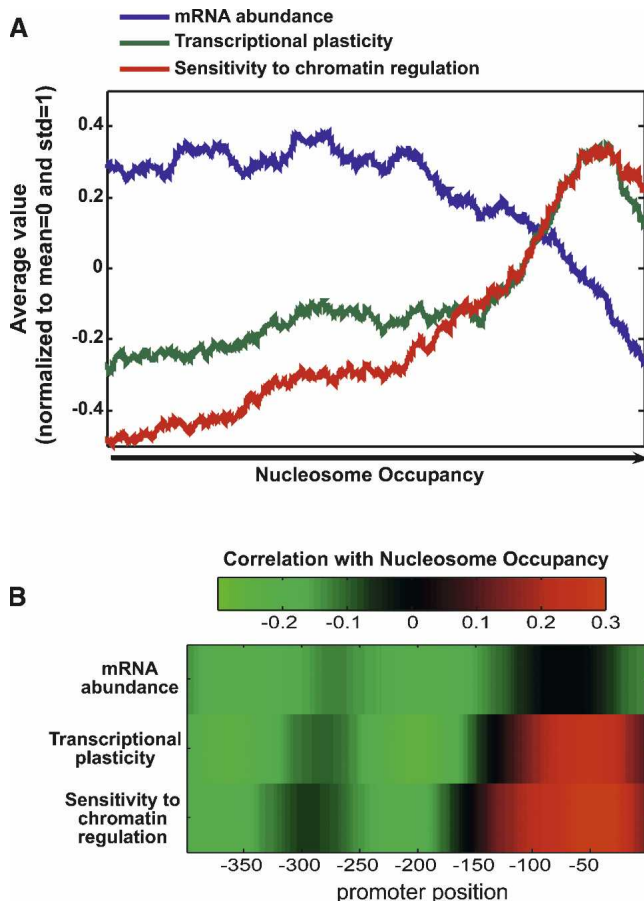 A
mRNA abundance
Transcriptional plasticity
Sensitivity to chromatin regulation
Average value
(normalized to mean=0 and std=1)
0.4
0.2
0
-0.2
-0.4
Nucleosome Occupancy
B
Correlation with Nucleosome Occupancy
-0.2 -0.1 0 0.1 0.2 0.3
mRNA
abundance
Transcriptional
plasticity
Sensitivity to
chromatin
regulation
-350 -300 -250 -200 -150 -100 -50
promoter position